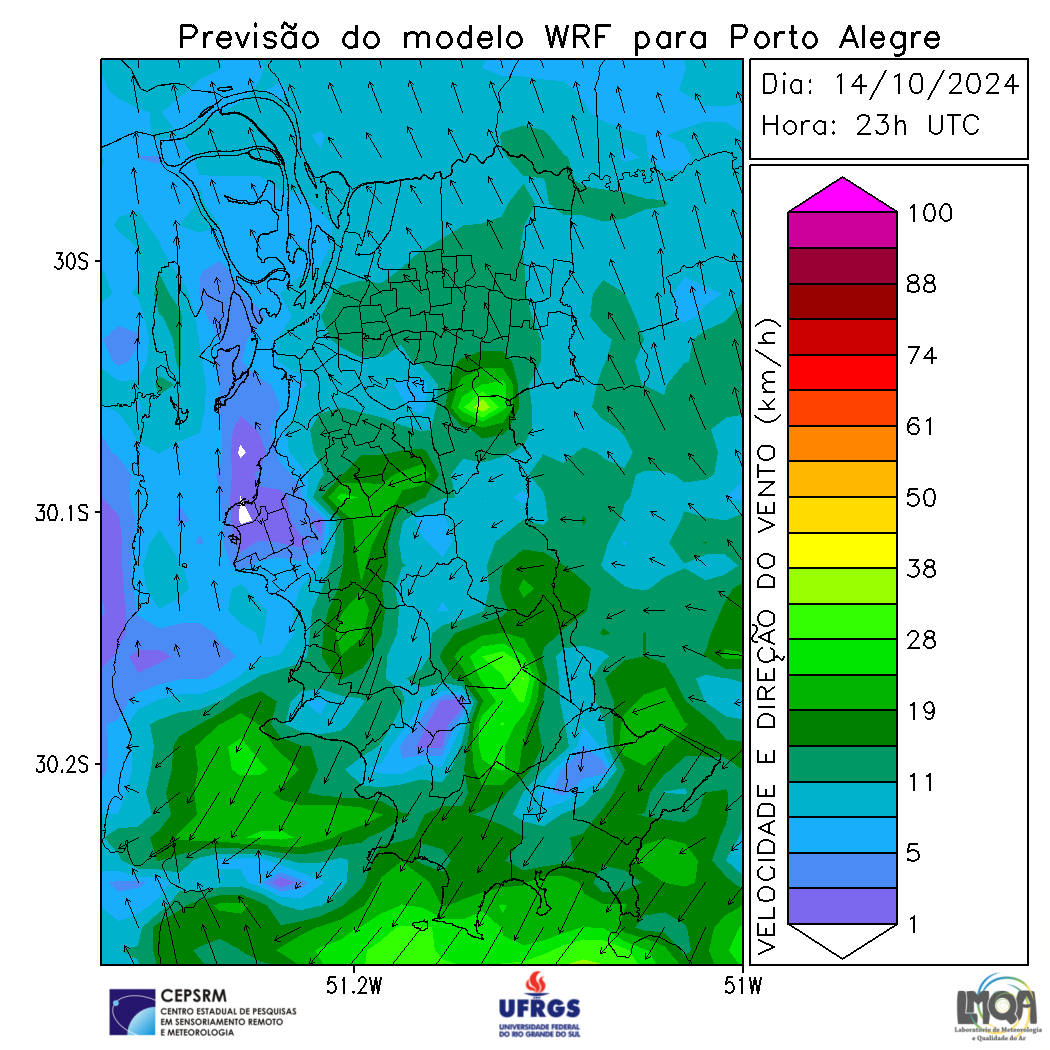 Previsão do modelo WRF para Porto Alegre
Dia: 14/10/2024
Hora: 23h UTC
VELOCIDADE E DIREÇÃO DO VENTO (km/h)
100
88
74
61
50
38
28
19
11
5
1
30S
30.1S
30.2S
51.2W
51W
CEPSRM
CENTRO ESTADUAL DE PESQUISAS
EM SENSORIAMENTO REMOTO
E METEOROLOGIA
UFRGS
UNIVERSIDADE FEDERAL
DO RIO GRANDE DO SUL
LMQA
Laboratório de Meteorologia
e Qualidade do Ar